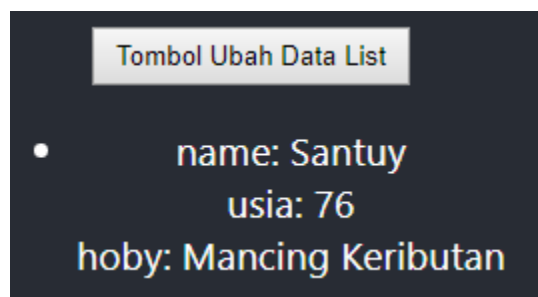 Tombol Ubah Data List
name: Santuy
usia: 76
hoby: Mancing Keributan